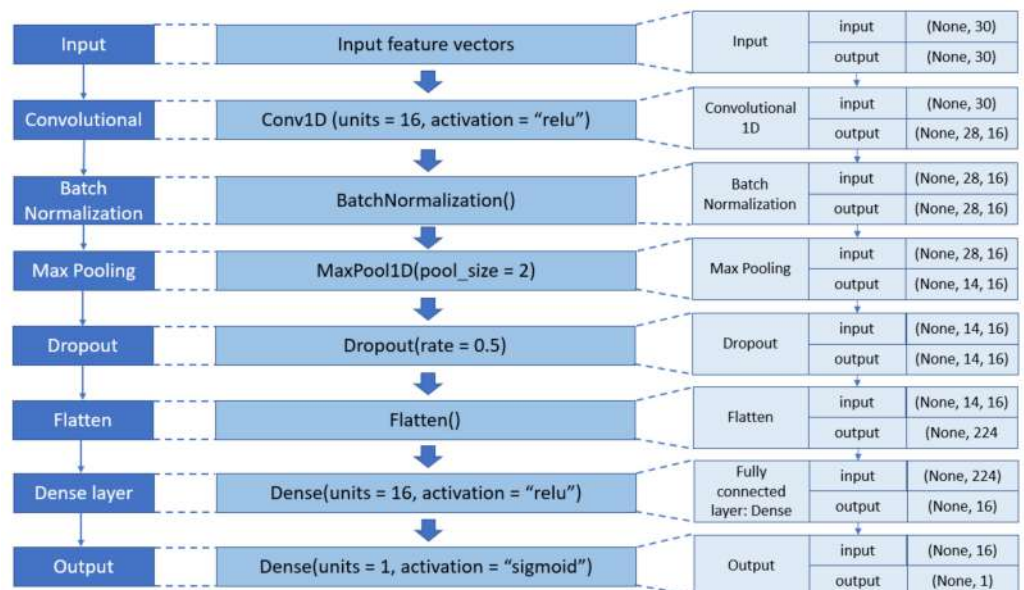 Input
Input feature vectors
Input
input
(None, 30)
output
(None, 30)
Convolutional
Conv1D (units = 16, activation = “relu”)
Convolutional
1D
input
(None, 30)
output
(None, 28, 16)
Batch
Normalization
BatchNormalization()
Batch
Normalization
input
(None, 28, 16)
output
(None, 28, 16)
Max Pooling
MaxPool1D(pool_size = 2)
Max Pooling
input
(None, 28, 16)
output
(None, 14, 16)
Dropout
Dropout(rate = 0.5)
Dropout
input
(None, 14, 16)
output
(None, 14, 16)
Flatten
Flatten()
Flatten
input
(None, 14, 16)
output
(None, 224
Dense layer
Dense(units = 16, activation = “relu”)
Fully
connected
layer: Dense
input
(None, 224)
output
(None, 16)
Output
Dense(units = 1, activation = “sigmoid”)
Output
input
(None, 16)
output
(None, 1)